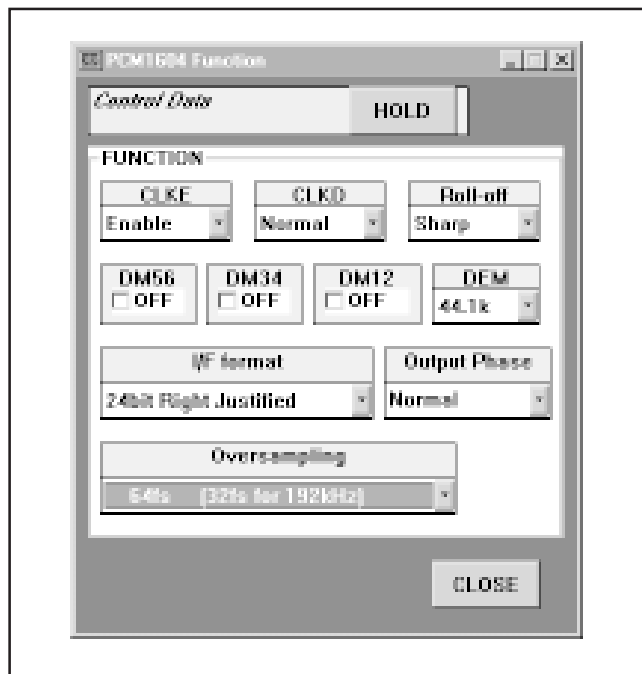 PCM1604 Function
Control Data
HOLD
FUNCTION
CLKE CLKD Roll-off
Enable Normal Sharp
DM56 DM34 DM12 DEM
OFF OFF OFF 44.1k
I/F format Output Phase
24bit Right Justified Normal
Oversampling
64fs (32fs for 192kHz)
CLOSE